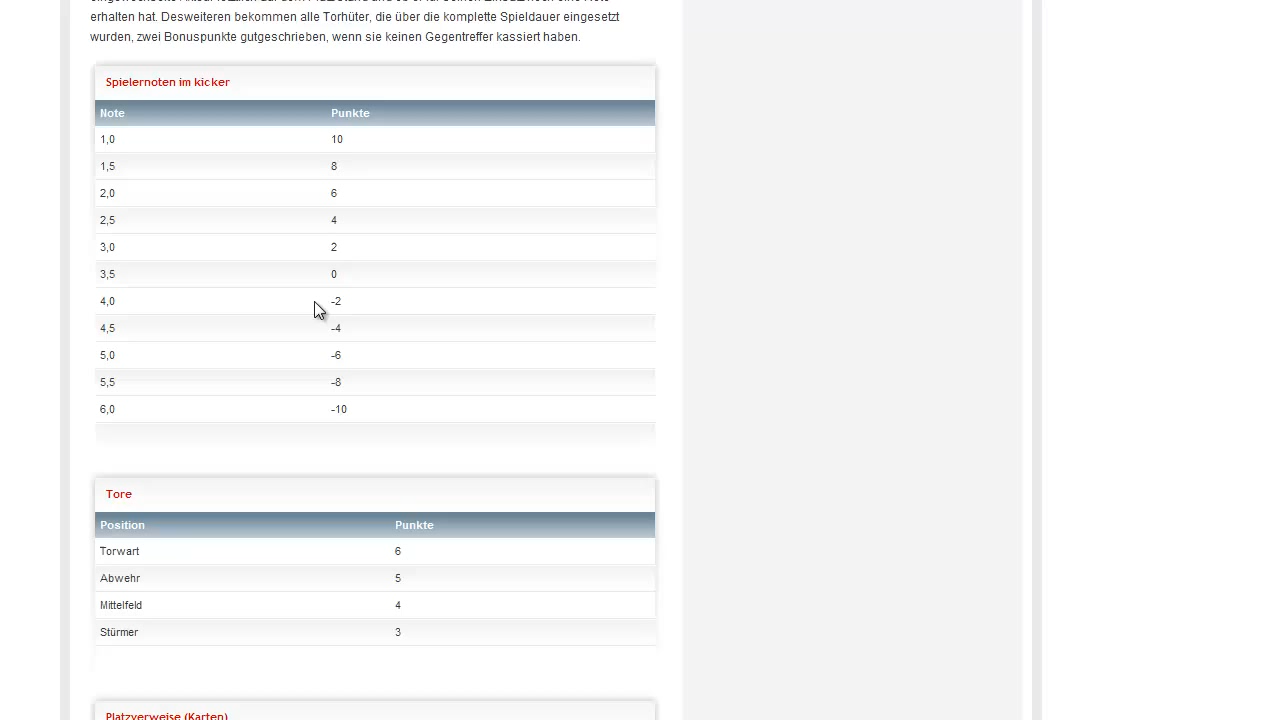 erhalten hat. Desweiteren bekommen alle Torhüter, die über die komplette Spieldauer eingesetzt
wurden, zwei Bonuspunkte gutgeschrieben, wenn sie keinen Gegentreffer kassiert haben.
Spielernoten im kicker
Note Punkte
1,0 10
1,5 8
2,0 6
2,5 4
3,0 2
3,5 0
4,0 -2
4,5 -4
5,0 -6
5,5 -8
6,0 -10
Tore
Position Punkte
Torwart 6
Abwehr 5
Mittelfeld 4
Stürmer 3
Platzverweise (Karten)